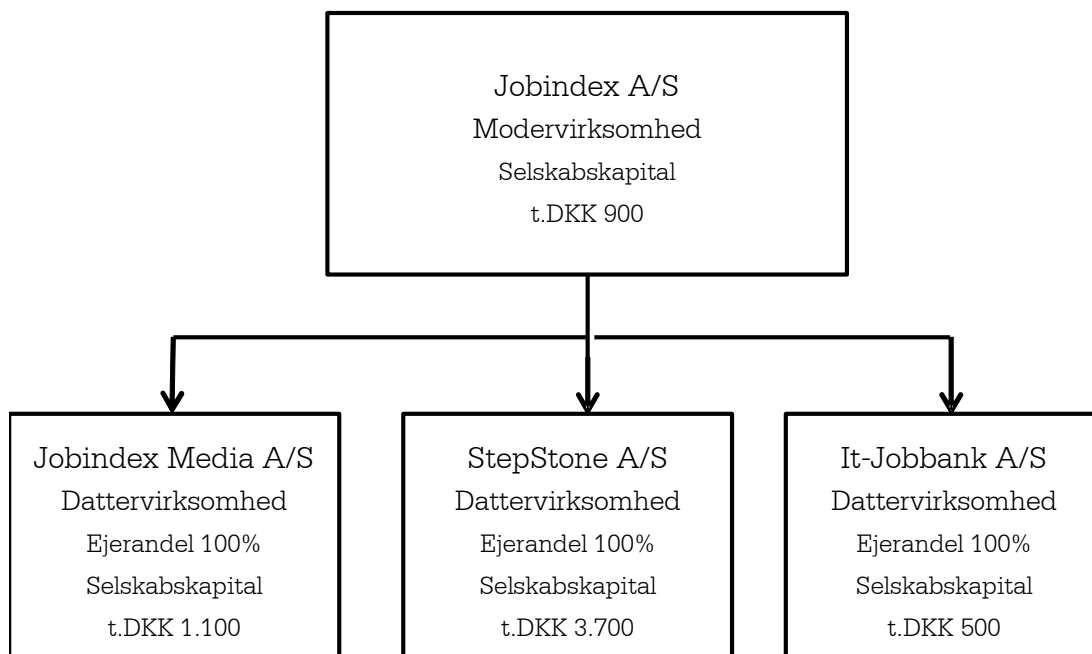 Jobindex A/S
Modervirksomhed
Selskabskapital
t.DKK 900
Jobindex Media A/S
Dattervirksomhed
Ejerandel 100%
Selskabskapital
t.DKK 1.100
StepStone A/S
Dattervirksomhed
Ejerandel 100%
Selskabskapital
t.DKK 3.700
It-Jobbank A/S
Dattervirksomhed
Ejerandel 100%
Selskabskapital
t.DKK 500